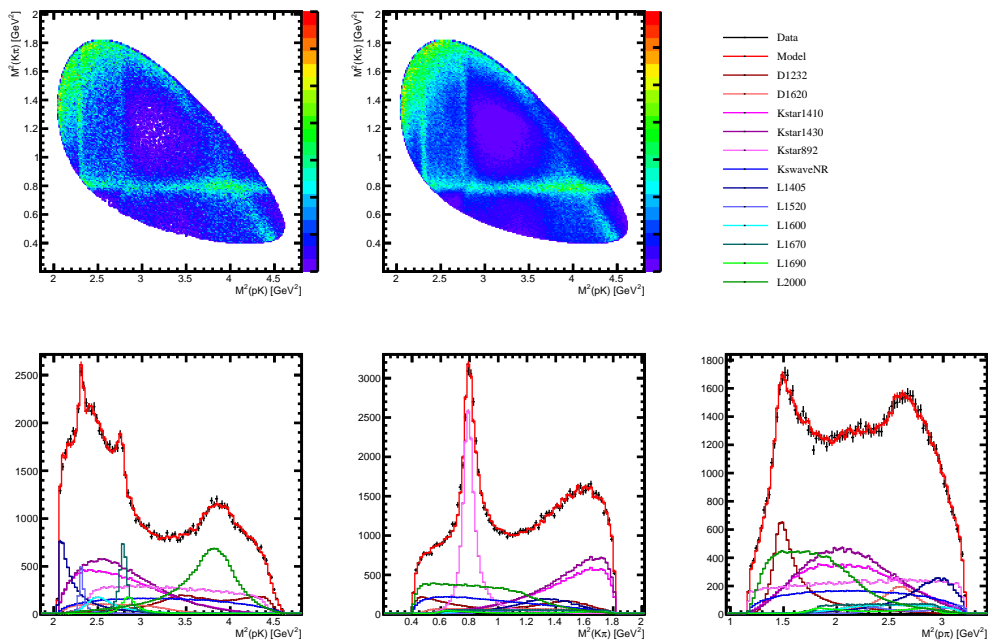 M²(Kπ) [GeV²]
2
1.8
1.6
1.4
1.2
1
0.8
0.6
0.4
2 2.5 3 3.5 4 4.5
M²(pK) [GeV²]
M²(Kπ) [GeV²]
2
1.8
1.6
1.4
1.2
1
0.8
0.6
0.4
2 2.5 3 3.5 4 4.5
M²(pK) [GeV²]
Data
Model
D1232
D1620
Kstar1410
Kstar1430
Kstar892
KswaveNR
L1405
L1520
L1600
L1670
L1690
L2000
2500
2000
1500
1000
500
0
2 2.5 3 3.5 4 4.5
M²(pK) [GeV²]
3000
2500
2000
1500
1000
500
0
0.4 0.6 0.8 1 1.2 1.4 1.6 1.8 2
M²(Kπ) [GeV²]
1800
1600
1400
1200
1000
800
600
400
200
0
1 1.5 2 2.5 3
M²(pπ) [GeV²]